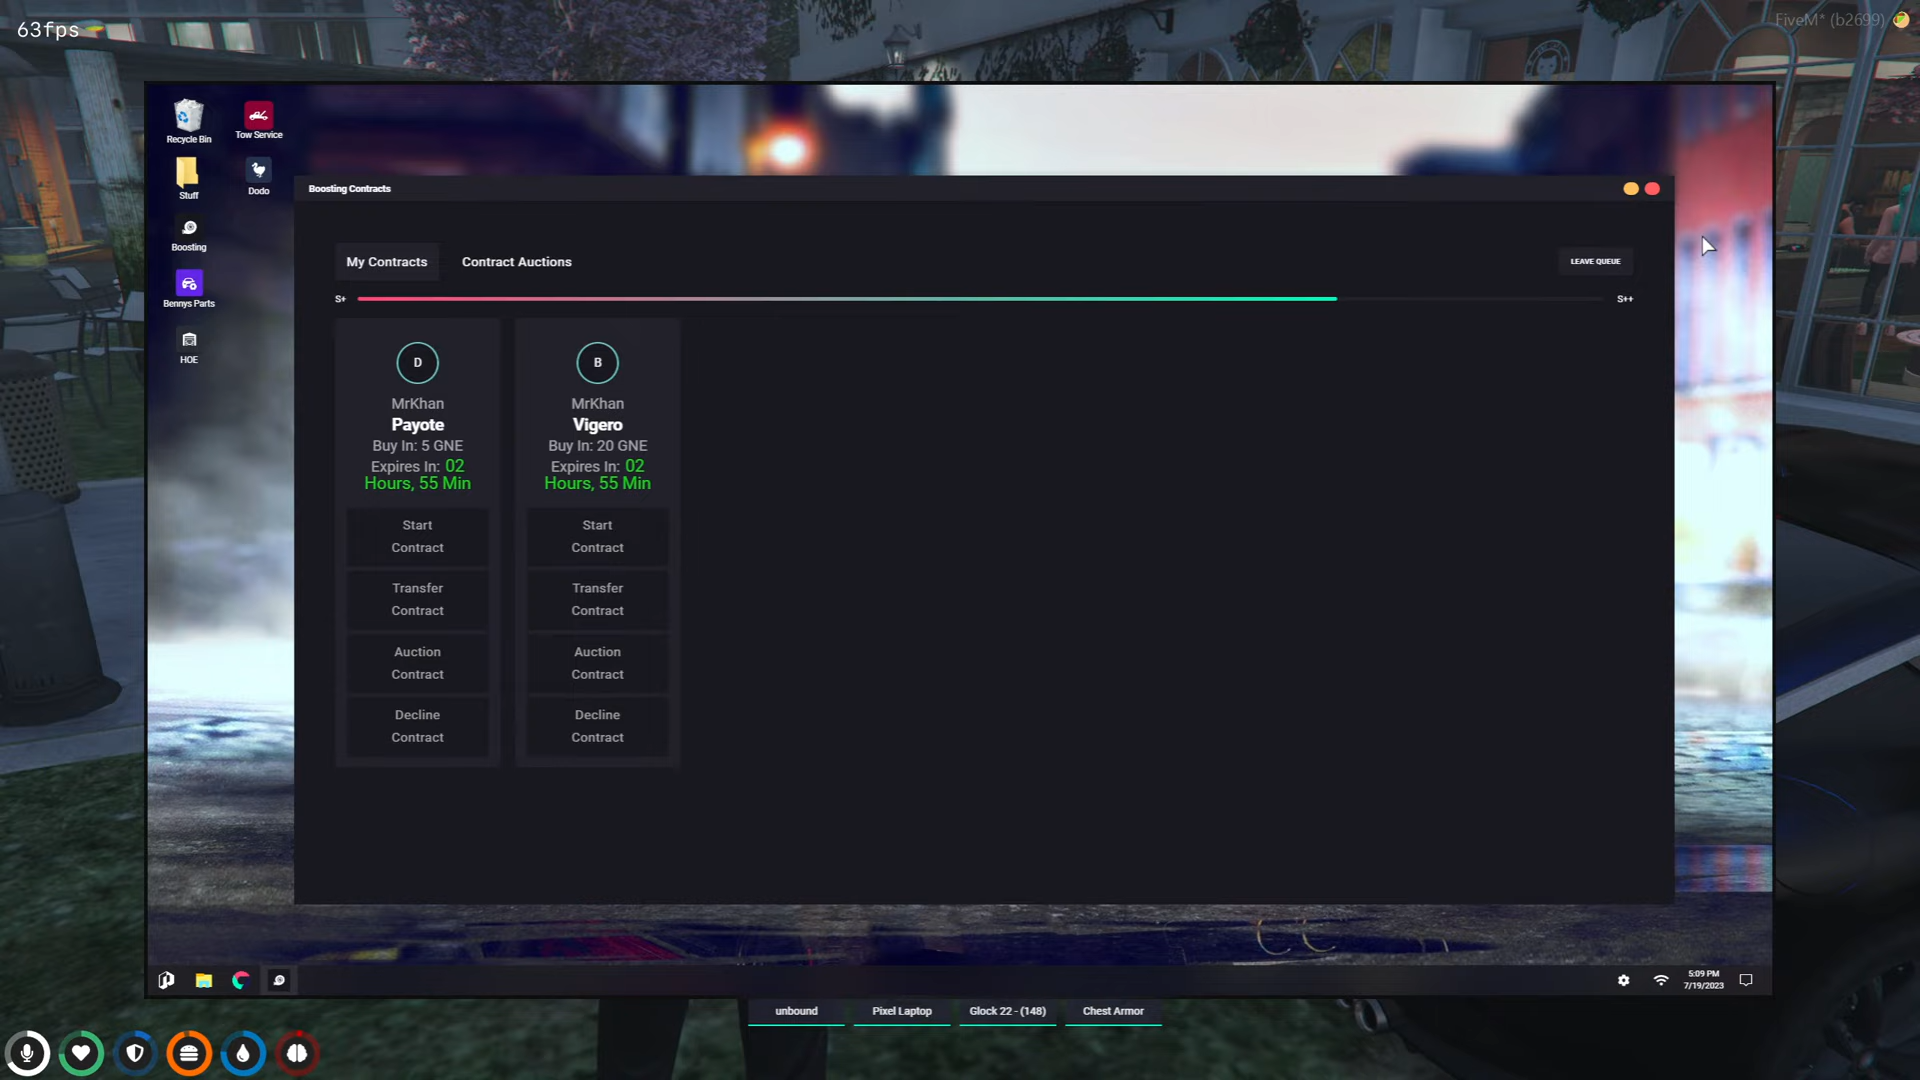 63fps
FiveM* (b2699)
Recycle Bin
Tow Service
Stuff
Dodo
Boosting
Bennys Parts
HOE
Boosting Contracts
My Contracts
Contract Auctions
LEAVE QUEUE
S+
S++
D
MrKhan
Payote
Buy In: 5 GNE
Expires In: 02
Hours, 55 Min
Start
Contract
Transfer
Contract
Auction
Contract
Decline
Contract
B
MrKhan
Vigero
Buy In: 20 GNE
Expires In: 02
Hours, 55 Min
Start
Contract
Transfer
Contract
Auction
Contract
Decline
Contract
5:09 PM
7/19/2023
unbound
Pixel Laptop
Glock 22 - (148)
Chest Armor